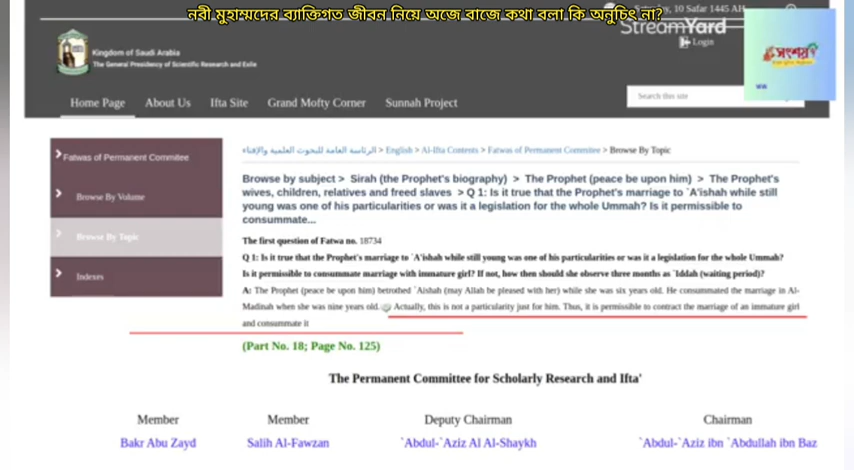 নবী মুহাম্মদের ব্যাক্তিগত জীবন নিয়ে অজে বাজে কথা বলা কি অনুচিৎ না?
Saturday, 10 Safar 1445 AH
StreamYard
Login
সংশয়
Kingdom of Saudi Arabia
The General Presidency of Scholarly Research and Ifta
Home Page About Us Ifta Site Grand Mofty Corner Sunnah Project
Search this site
الرئاسة العامة للبحوث العلمية والإفتاء > English > Al-Ifta Contents > Fatwas of Permanent Committee > Browse By Topic
Fatwas of Permanent Commitee
Browse By Volume
Browse By Topic
Indexes
Browse by subject > Sirah (the Prophet's biography) > The Prophet (peace be upon him) > The Prophet's
wives, children, relatives and freed slaves > Q 1: Is it true that the Prophet's marriage to `A'ishah while still
young was one of his particularities or was it a legislation for the whole Ummah? Is it permissible to
consummate...
The first question of Fatwa no. 18734
Q 1: Is it true that the Prophet's marriage to `A'ishah while still young was one of his particularities or was it a legislation for the whole Ummah?
Is it permissible to consummate marriage with immature girl? If not, how then should she observe three months as `Iddah (waiting period)?
A: The Prophet (peace be upon him) betrothed `Aishah (may Allah be pleased with her) while she was six years old. He consummated the marriage in Al-
Madinah when she was nine years old. Actually, this is not a particularity just for him. Thus, it is permissible to contract the marriage of an immature girl
and consummate it
(Part No. 18; Page No. 125)
The Permanent Committee for Scholarly Research and Ifta'
Member Member Deputy Chairman Chairman
Bakr Abu Zayd Salih Al-Fawzan `Abdul-`Aziz Al Al-Shaykh `Abdul-`Aziz ibn `Abdullah ibn Baz